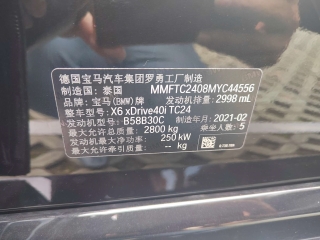 德国宝马汽车集团罗勇工厂制造
制造国：泰国 MMFTC2408MYC44556
品牌：宝马(BMW)牌 发动机排量：2998 mL
整车型号：X6 xDrive40i TC24
发动机型号：B58B30C 制造年月：2021-02
最大允许总质量：2800 kg 乘坐人数：5
发动机最大净功率：250 kW
最大允许牵引质量：-- kg